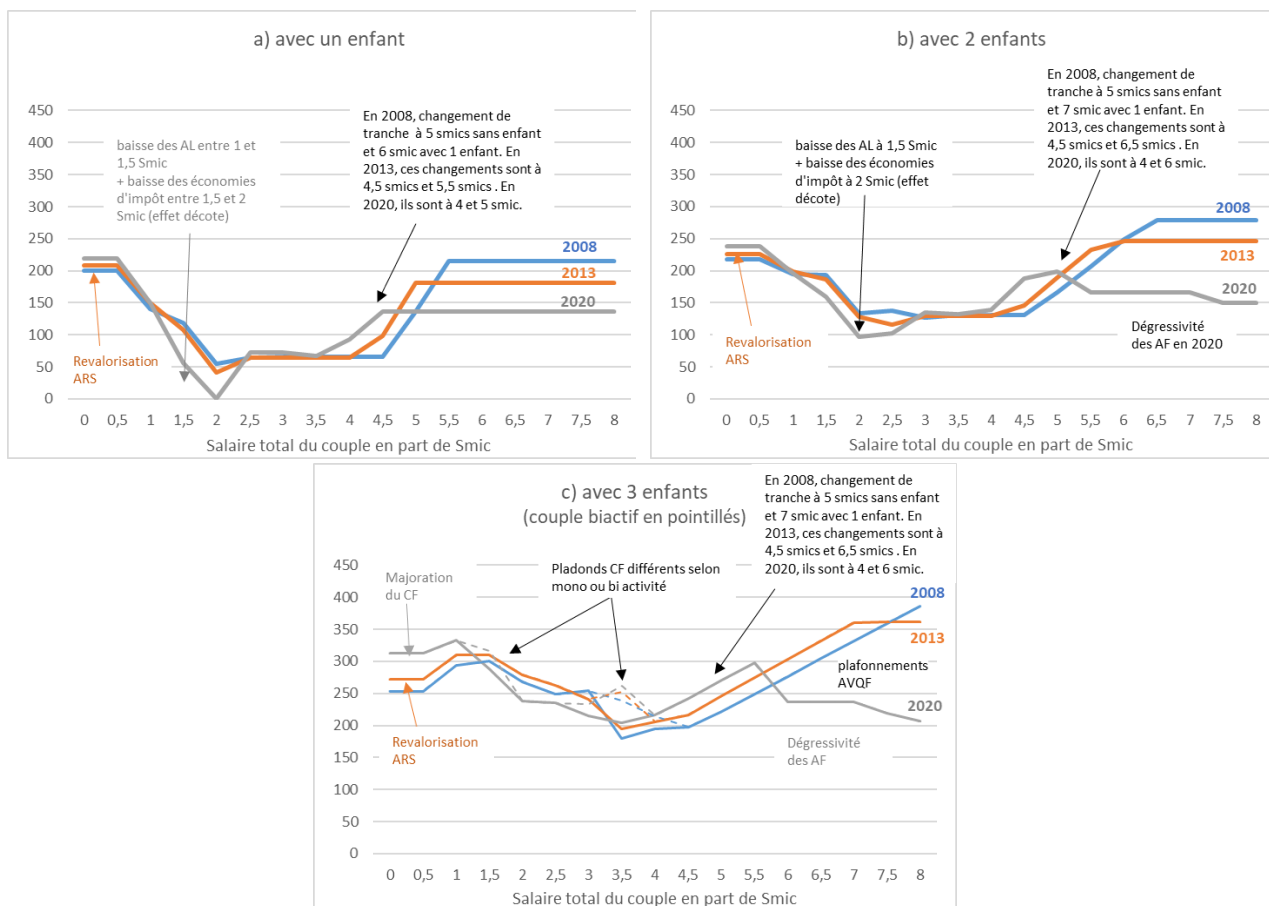 a) avec un enfant
450
400
350
300
250
200
150
100
50
0
baisse des AL entre 1 et
1,5 Smic
+ baisse des économies
d'impôt entre 1,5 et 2
Smic (effet décote)
En 2008, changement de
tranche à 5 smics sans enfant
et 6 smic avec 1 enfant. En
2013, ces changements sont à
4,5 smics et 5,5 smics . En
2020, ils sont à 4 et 5 smic.
2008
2013
2020
Revalorisation
ARS
0 0,5 1 1,5 2 2,5 3 3,5 4 4,5 5 5,5 6 6,5 7 7,5 8
Salaire total du couple en part de Smic
b) avec 2 enfants
450
400
350
300
250
200
150
100
50
0
baisse des AL à 1,5 Smic
+ baisse des économies
d'impôt à 2 Smic (effet
décote)
En 2008, changement de
tranche à 5 smics sans enfant
et 7 smic avec 1 enfant. En
2013, ces changements sont à
4,5 smics et 6,5 smics . En
2020, ils sont à 4 et 6 smic.
2008
2013
2020
Revalorisation
ARS
Dégressivité
des AF en 2020
0 0,5 1 1,5 2 2,5 3 3,5 4 4,5 5 5,5 6 6,5 7 7,5 8
Salaire total du couple en part de Smic
c) avec 3 enfants
(couple biactif en pointillés)
450
400
350
300
250
200
150
100
50
0
Majoration
du CF
Pladonds CF différents selon
mono ou bi activité
En 2008, changement de
tranche à 5 smics sans enfant
et 7 smic avec 1 enfant. En
2013, ces changements sont à
4,5 smics et 6,5 smics . En
2020, ils sont à 4 et 6 smic.
2008
2013
plafonnements
AVQF
2020
Revalorisation
ARS
Dégressivité
des AF
0 0,5 1 1,5 2 2,5 3 3,5 4 4,5 5 5,5 6 6,5 7 7,5 8
Salaire total du couple en part de Smic